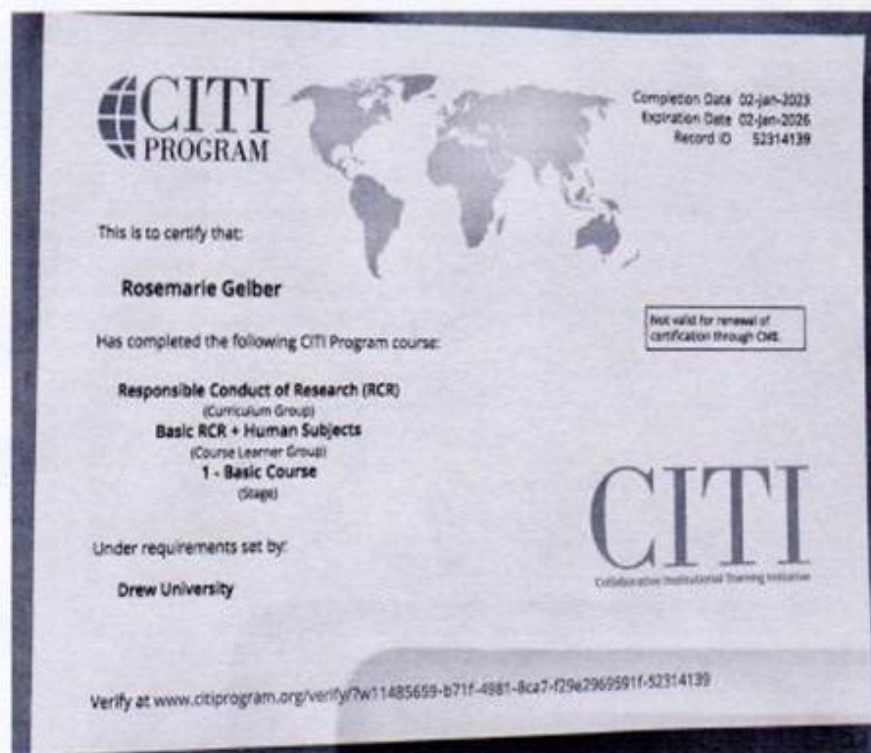 CITI
PROGRAM
Completion Date 02-Jan-2023
Expiration Date 02-Jan-2026
Record ID 52314139
This is to certify that:
Rosemarie Gelber
Has completed the following CITI Program course:
Not valid for renewal of
certification through CME.
Responsible Conduct of Research (RCR)
(Curriculum Group)
Basic RCR + Human Subjects
(Course Learner Group)
1 - Basic Course
(Stage)
Under requirements set by:
Drew University
CITI
Collaborative Institutional Training Initiative
Verify at www.citiprogram.org/verify/?w11485659-b71f-4981-8ca7-f29e2969591f-52314139